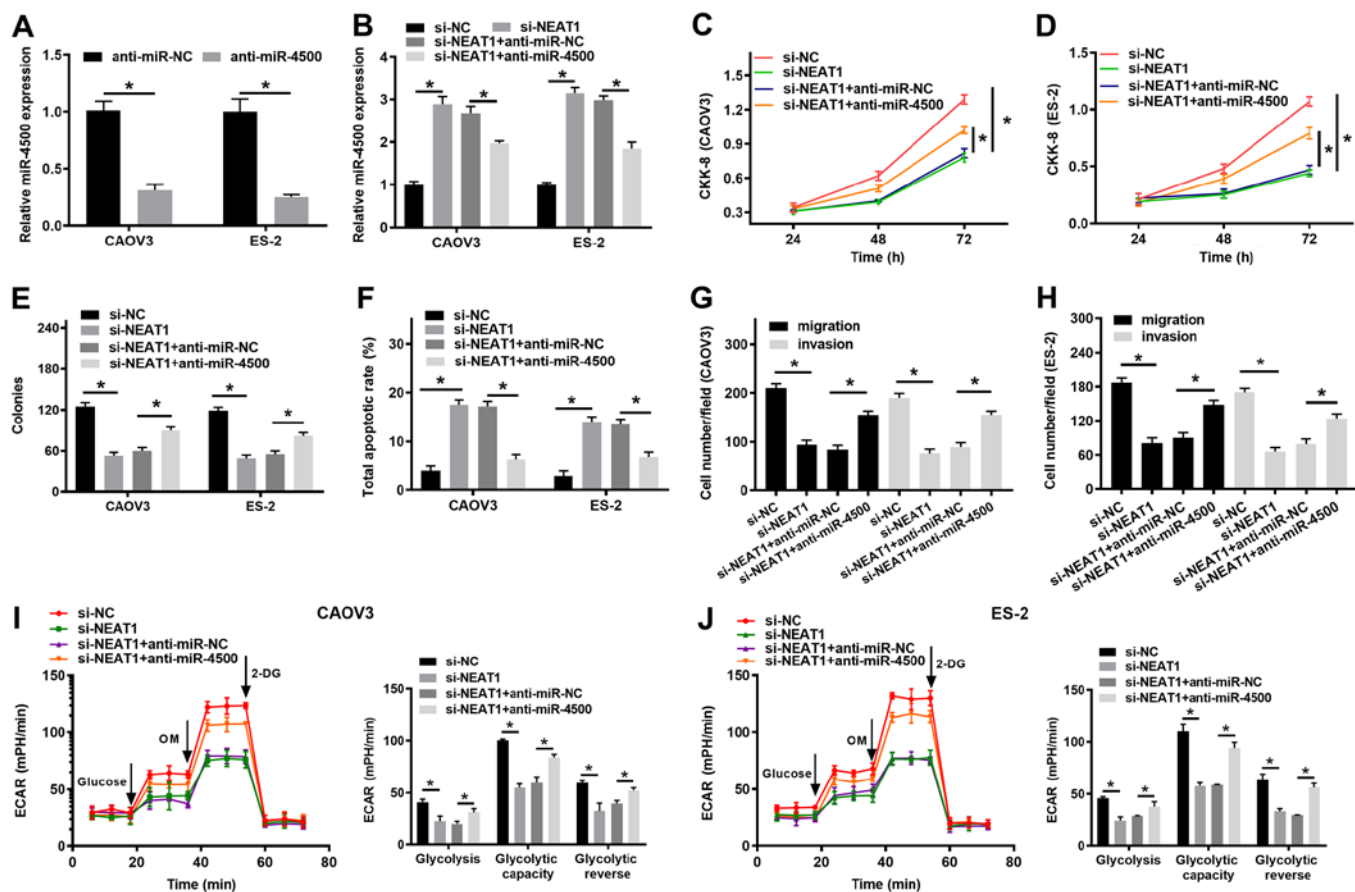 A
anti-miR-NC
anti-miR-4500
Relative miR-4500 expression
1.5
1.0
0.5
0.0
*
*
CAOV3
ES-2
B
si-NC
si-NEAT1
si-NEAT1+anti-miR-NC
si-NEAT1+anti-miR-4500
Relative miR-4500 expression
4
3
2
1
0
*
*
*
*
CAOV3
ES-2
C
si-NC
si-NEAT1
si-NEAT1+anti-miR-NC
si-NEAT1+anti-miR-4500
CKK-8 (CAOV3)
1.5
1.2
0.9
0.6
0.3
*
*
24
48
72
Time (h)
D
si-NC
si-NEAT1
si-NEAT1+anti-miR-NC
si-NEAT1+anti-miR-4500
CKK-8 (ES-2)
1.5
1.0
0.5
0.0
*
*
24
48
72
Time (h)
E
si-NC
si-NEAT1
si-NEAT1+anti-miR-NC
si-NEAT1+anti-miR-4500
Colonies
240
180
120
60
0
*
*
*
*
CAOV3
ES-2
F
si-NC
si-NEAT1
si-NEAT1+anti-miR-NC
si-NEAT1+anti-miR-4500
Total apoptotic rate (%)
40
30
20
10
0
*
*
*
*
CAOV3
ES-2
G
migration
invasion
Cell number/field (CAOV3)
300
200
100
0
*
*
*
*
si-NC
si-NEAT1
si-NEAT1+anti-miR-NC
si-NEAT1+anti-miR-4500
si-NC
si-NEAT1
si-NEAT1+anti-miR-NC
si-NEAT1+anti-miR-4500
H
migration
invasion
Cell number/field (ES-2)
300
240
180
120
60
0
*
*
*
*
si-NC
si-NEAT1
si-NEAT1+anti-miR-NC
si-NEAT1+anti-miR-4500
si-NC
si-NEAT1
si-NEAT1+anti-miR-NC
si-NEAT1+anti-miR-4500
I
CAOV3
si-NC
si-NEAT1
si-NEAT1+anti-miR-NC
si-NEAT1+anti-miR-4500
ECAR (mPH/min)
150
100
50
0
Glucose
OM
2-DG
0
20
40
60
80
Time (min)
si-NC
si-NEAT1
si-NEAT1+anti-miR-NC
si-NEAT1+anti-miR-4500
ECAR (mPH/min)
150
100
50
0
*
*
*
*
*
*
Glycolysis
Glycolytic
capacity
Glycolytic
reverse
J
ES-2
si-NC
si-NEAT1
si-NEAT1+anti-miR-NC
si-NEAT1+anti-miR-4500
ECAR (mPH/min)
150
100
50
0
Glucose
OM
2-DG
0
20
40
60
80
Time (min)
si-NC
si-NEAT1
si-NEAT1+anti-miR-NC
si-NEAT1+anti-miR-4500
ECAR (mPH/min)
150
100
50
0
*
*
*
*
*
*
Glycolysis
Glycolytic
capacity
Glycolytic
reverse